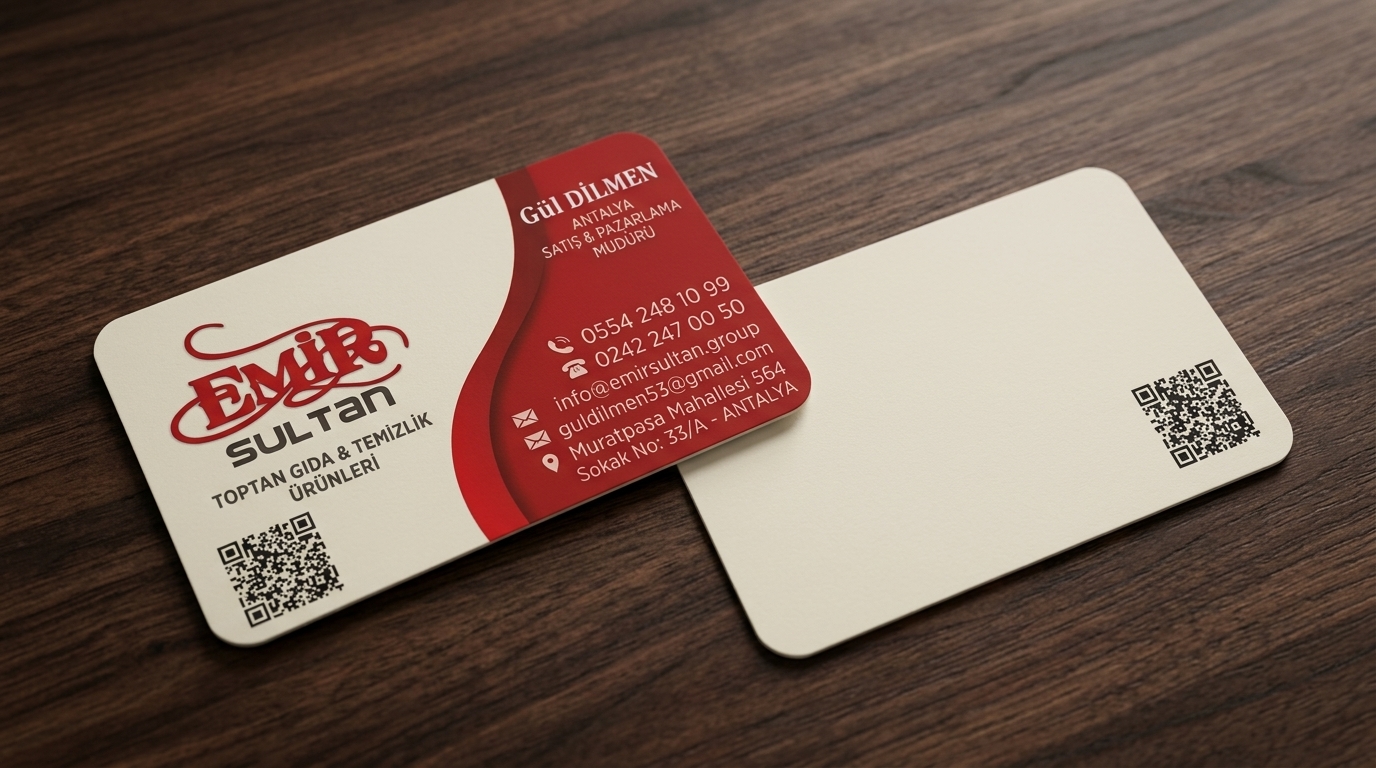 EMİR
SULTan
TOPTAN GIDA & TEMİZLİK
ÜRÜNLERİ
Gül DİLMEN
ANTALYA
SATIŞ & PAZARLAMA
MÜDÜRÜ
0554 248 10 99
0242 247 00 50
info@emirsultan.group
guldilmen53@gmail.com
Muratpaşa Mahallesi 564
Sokak No: 33/A - ANTALYA